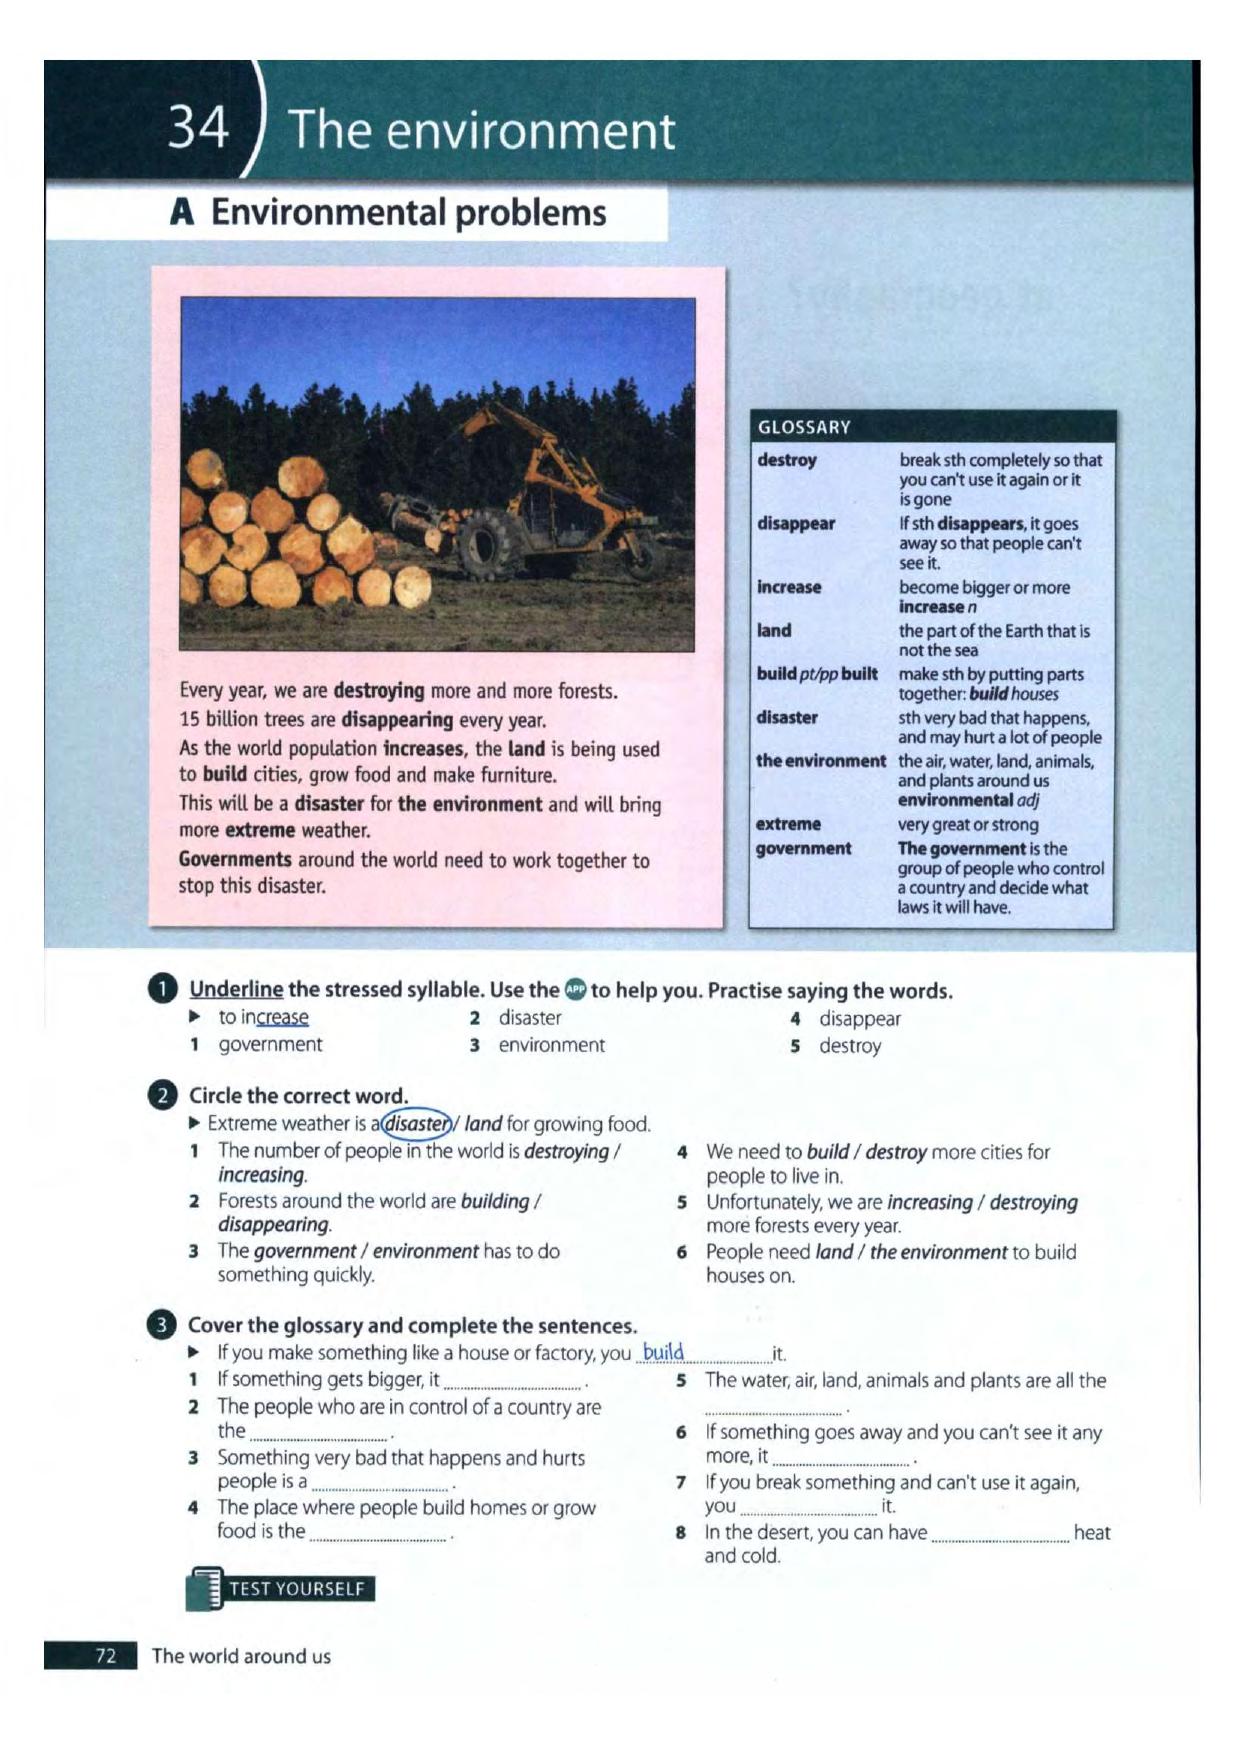 34 The environment
A Environmental problems
Every year, we are destroying more and more forests.
15 billion trees are disappearing every year.
As the world population increases, the land is being used
to build cities, grow food and make furniture.
This will be a disaster for the environment and will bring
more extreme weather.
Governments around the world need to work together to
stop this disaster.
GLOSSARY
destroy break sth completely so that
you can't use it again or it
is gone
disappear If sth disappears, it goes
away so that people can't
see it.
increase become bigger or more
increase n
land the part of the Earth that is
not the sea
build pt/pp built make sth by putting parts
together: build houses
disaster sth very bad that happens,
and may hurt a lot of people
the environment the air, water, land, animals,
and plants around us
environmental adj
extreme very great or strong
government The government is the
group of people who control
a country and decide what
laws it will have.
1 Underline the stressed syllable. Use the APP to help you. Practise saying the words.
▶ to increase
1 government
2 disaster
3 environment
4 disappear
5 destroy
2 Circle the correct word.
▶ Extreme weather is a disaster / land for growing food.
1 The number of people in the world is destroying /
increasing.
2 Forests around the world are building /
disappearing.
3 The government / environment has to do
something quickly.
4 We need to build / destroy more cities for
people to live in.
5 Unfortunately, we are increasing / destroying
more forests every year.
6 People need land / the environment to build
houses on.
3 Cover the glossary and complete the sentences.
▶ If you make something like a house or factory, you build it.
1 If something gets bigger, it .................... .
2 The people who are in control of a country are
the .................... .
3 Something very bad that happens and hurts
people is a .................... .
4 The place where people build homes or grow
food is the .................... .
5 The water, air, land, animals and plants are all the
.................... .
6 If something goes away and you can't see it any
more, it .................... .
7 If you break something and can't use it again,
you .................... it.
8 In the desert, you can have .................... heat
and cold.
TEST YOURSELF
72 The world around us